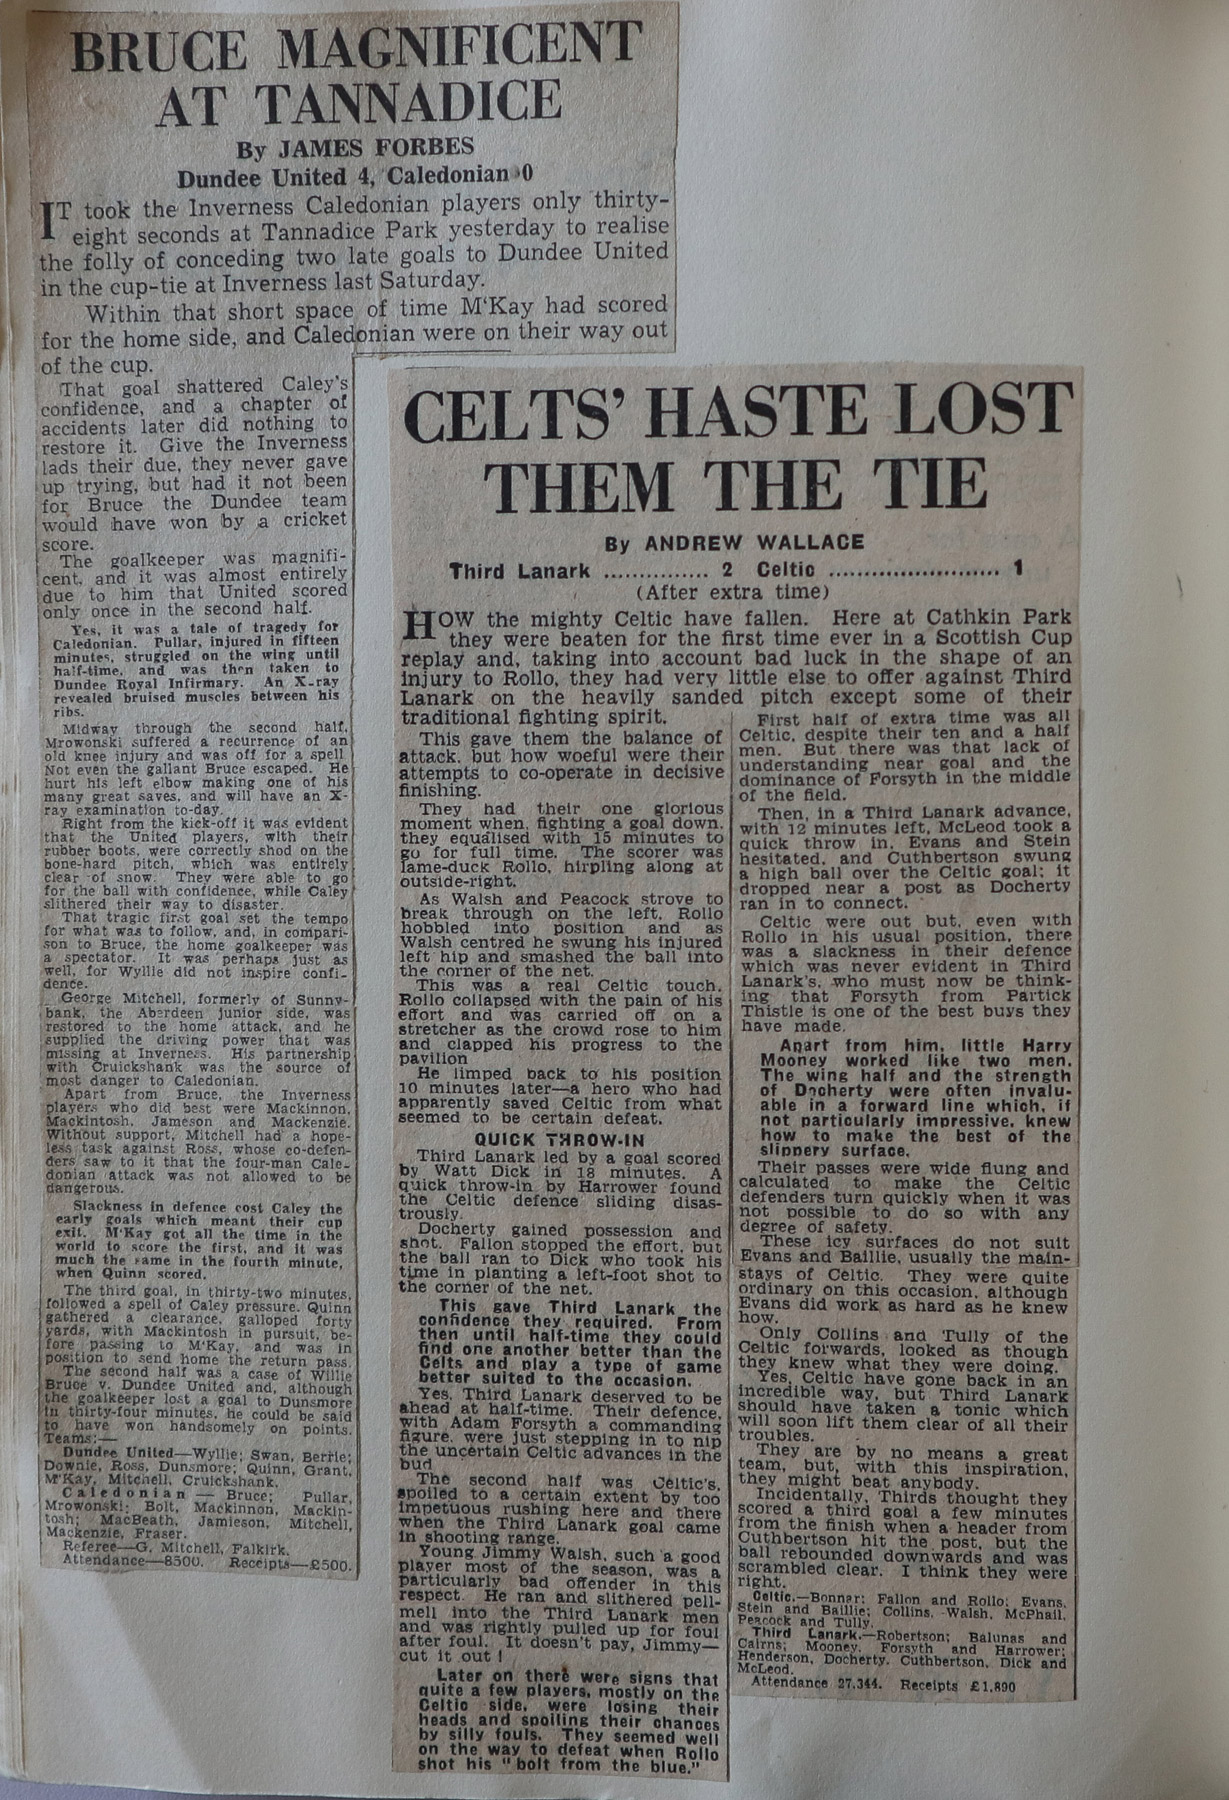 BRUCE MAGNIFICENT
AT TANNADICE
By JAMES FORBES
Dundee United 4, Caledonian 0
IT took the Inverness Caledonian players only thirty-
eight seconds at Tannadice Park yesterday to realise
the folly of conceding two late goals to Dundee United
in the cup-tie at Inverness last Saturday.
Within that short space of time M'Kay had scored
for the home side, and Caledonian were on their way out
of the cup.
That goal shattered Caley's
confidence, and a chapter of
accidents later did nothing to
restore it. Give the Inverness
lads their due, they never gave
up trying, but had it not been
for Bruce the Dundee team
would have won by a cricket
score.
The goalkeeper was magnifi-
cent, and it was almost entirely
due to him that United scored
only once in the second half.
Yes, it was a tale of tragedy for
Caledonian. Pullar, injured in fifteen
minutes, struggled on the wing until
half-time, and was then taken to
Dundee Royal Infirmary. An X-ray
revealed bruised muscles between his
ribs.
Midway through the second half,
Mrowonski suffered a recurrence of an
old knee injury and was off for a spell
Not even the gallant Bruce escaped. He
hurt his left elbow making one of his
many great saves, and will have an X-
ray examination to-day.
Right from the kick-off it was evident
that the United players, with their
rubber boots, were correctly shod on the
bone-hard pitch, which was entirely
clear of snow. They were able to go
for the ball with confidence, while Caley
slithered their way to disaster.
That tragic first goal set the tempo
for what was to follow, and, in compari-
son to Bruce, the home goalkeeper was
a spectator. It was perhaps just as
well, for Wyllie did not inspire confi-
dence.
George Mitchell, formerly of Sunny-
bank, the Aberdeen junior side, was
restored to the home attack, and he
supplied the driving power that was
missing at Inverness. His partnership
with Cruickshank was the source of
most danger to Caledonian.
Apart from Bruce, the Inverness
players who did best were Mackinnon,
Mackintosh, Jameson and Mackenzie.
Without support, Mitchell had a hope-
less task against Ross, whose co-defen-
ders saw to it that the four-man Cale-
donian attack was not allowed to be
dangerous.
Slackness in defence cost Caley the
early goals which meant their cup
exit. M'Kay got all the time in the
world to score the first, and it was
much the same in the fourth minute,
when Quinn scored.
The third goal, in thirty-two minutes,
followed a spell of Caley pressure. Quinn
gathered a clearance, galloped forty
yards, with Mackintosh in pursuit, be-
fore passing to M'Kay, and was in
position to send home the return pass.
The second half was a case of Willie
Bruce v. Dundee United and, although
the goalkeeper lost a goal to Dunsmore
in thirty-four minutes, he could be said
to have won handsomely on points.
Teams:—
Dundee United—Wyllie; Swan, Berrie;
Downie, Ross, Dunsmore; Quinn, Grant,
M'Kay, Mitchell, Cruickshank.
Caledonian — Bruce; Pullar,
Mrowonski; Bolt, Mackinnon, Mackin-
tosh; MacBeath, Jamieson, Mitchell,
Mackenzie, Fraser.
Referee—G. Mitchell, Falkirk.
Attendance—8500. Receipts—£500.
CELTS' HASTE LOST
THEM THE TIE
By ANDREW WALLACE
Third Lanark .............. 2 Celtic ........................ 1
(After extra time)
HOW the mighty Celtic have fallen. Here at Cathkin Park
they were beaten for the first time ever in a Scottish Cup
replay and, taking into account bad luck in the shape of an
injury to Rollo, they had very little else to offer against Third
Lanark on the heavily sanded pitch except some of their
traditional fighting spirit.
This gave them the balance of
attack, but how woeful were their
attempts to co-operate in decisive
finishing.
They had their one glorious
moment when, fighting a goal down,
they equalised with 15 minutes to
go for full time. The scorer was
lame-duck Rollo, hirpling along at
outside-right.
As Walsh and Peacock strove to
break through on the left, Rollo
hobbled into position and as
Walsh centred he swung his injured
left hip and smashed the ball into
the corner of the net.
This was a real Celtic touch.
Rollo collapsed with the pain of his
effort and was carried off on a
stretcher as the crowd rose to him
and clapped his progress to the
pavilion
He limped back to his position
10 minutes later—a hero who had
apparently saved Celtic from what
seemed to be certain defeat.
QUICK THROW-IN
Third Lanark led by a goal scored
by Watt Dick in 18 minutes. A
quick throw-in by Harrower found
the Celtic defence sliding disas-
trously.
Docherty gained possession and
shot. Fallon stopped the effort, but
the ball ran to Dick who took his
time in planting a left-foot shot to
the corner of the net.
This gave Third Lanark the
confidence they required. From
then until half-time they could
find one another better than the
Celts and play a type of game
better suited to the occasion.
Yes, Third Lanark deserved to be
ahead at half-time. Their defence,
with Adam Forsyth a commanding
figure, were just stepping in to nip
the uncertain Celtic advances in the
bud
The second half was Celtic's,
spoiled to a certain extent by too
impetuous rushing here and there
when the Third Lanark goal came
in shooting range.
Young Jimmy Walsh, such a good
player most of the season, was a
particularly bad offender in this
respect. He ran and slithered pell-
mell into the Third Lanark men
and was rightly pulled up for foul
after foul. It doesn't pay, Jimmy—
cut it out !
Later on there were signs that
quite a few players, mostly on the
Celtic side, were losing their
heads and spoiling their chances
by silly fouls. They seemed well
on the way to defeat when Rollo
shot his "bolt from the blue."
First half of extra time was all
Celtic, despite their ten and a half
men. But there was that lack of
understanding near goal and the
dominance of Forsyth in the middle
of the field.
Then, in a Third Lanark advance,
with 12 minutes left, McLeod took a
quick throw in, Evans and Stein
hesitated, and Cuthbertson swung
a high ball over the Celtic goal; it
dropped near a post as Docherty
ran in to connect.
Celtic were out but, even with
Rollo in his usual position, there
was a slackness in their defence
which was never evident in Third
Lanark's, who must now be think-
ing that Forsyth from Partick
Thistle is one of the best buys they
have made.
Apart from him, little Harry
Mooney worked like two men.
The wing half and the strength
of Docherty were often invalu-
able in a forward line which, if
not particularly impressive, knew
how to make the best of the
slippery surface.
Their passes were wide flung and
calculated to make the Celtic
defenders turn quickly when it was
not possible to do so with any
degree of safety.
These icy surfaces do not suit
Evans and Baillie, usually the main-
stays of Celtic. They were quite
ordinary on this occasion, although
Evans did work as hard as he knew
how.
Only Collins and Tully of the
Celtic forwards, looked as though
they knew what they were doing.
Yes, Celtic have gone back in an
incredible way, but Third Lanark
should have taken a tonic which
will soon lift them clear of all their
troubles.
They are by no means a great
team, but, with this inspiration,
they might beat anybody.
Incidentally, Thirds thought they
scored a third goal a few minutes
from the finish when a header from
Cuthbertson hit the post, but the
ball rebounded downwards and was
scrambled clear. I think they were
right.
Celtic.—Bonnar; Fallon and Rollo; Evans,
Stein and Baillie; Collins, Walsh, McPhail,
Peacock and Tully.
Third Lanark.—Robertson; Balunas and
Cairns; Mooney, Forsyth and Harrower;
Henderson, Docherty, Cuthbertson, Dick and
McLeod.
Attendance 27,344. Receipts £1,890